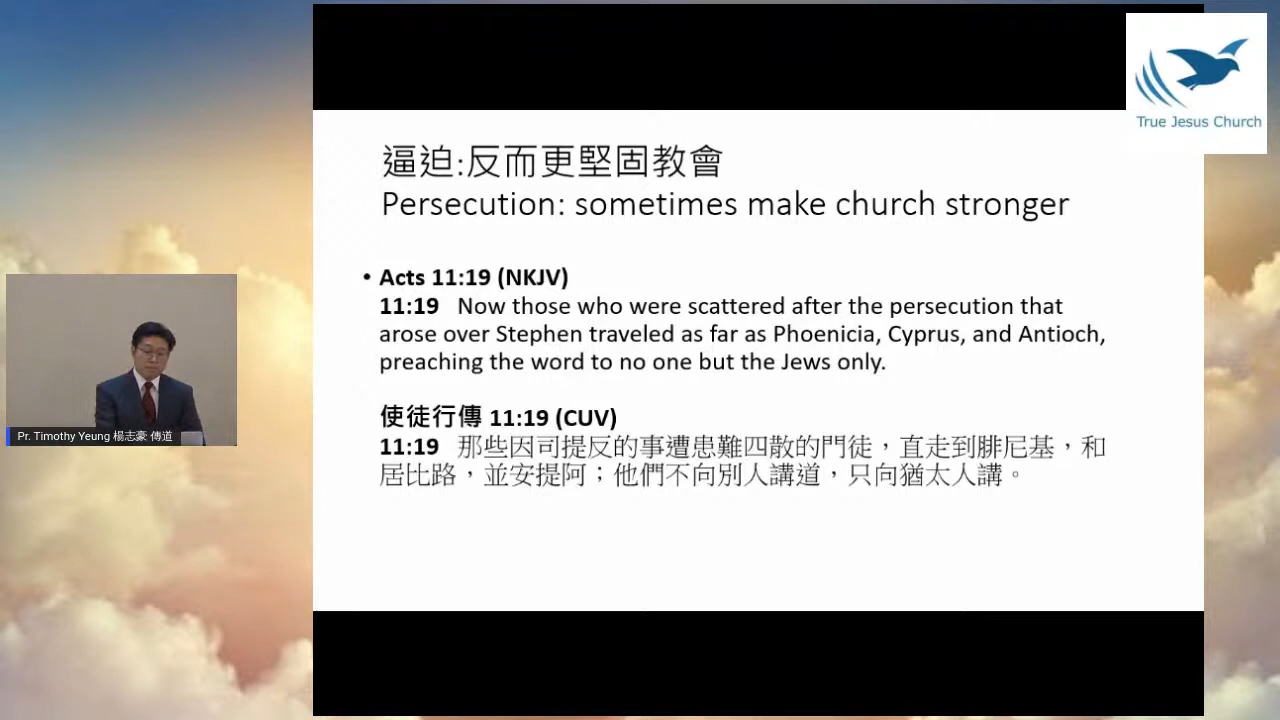 True Jesus Church
逼迫:反而更堅固教會
Persecution: sometimes make church stronger
• Acts 11:19 (NKJV)
11:19 Now those who were scattered after the persecution that
arose over Stephen traveled as far as Phoenicia, Cyprus, and Antioch,
preaching the word to no one but the Jews only.
使徒行傳 11:19 (CUV)
11:19 那些因司提反的事遭患難四散的門徒，直走到腓尼基，和
居比路，並安提阿；他們不向別人講道，只向猶太人講。
Pr. Timothy Yeung 楊志豪 傳道